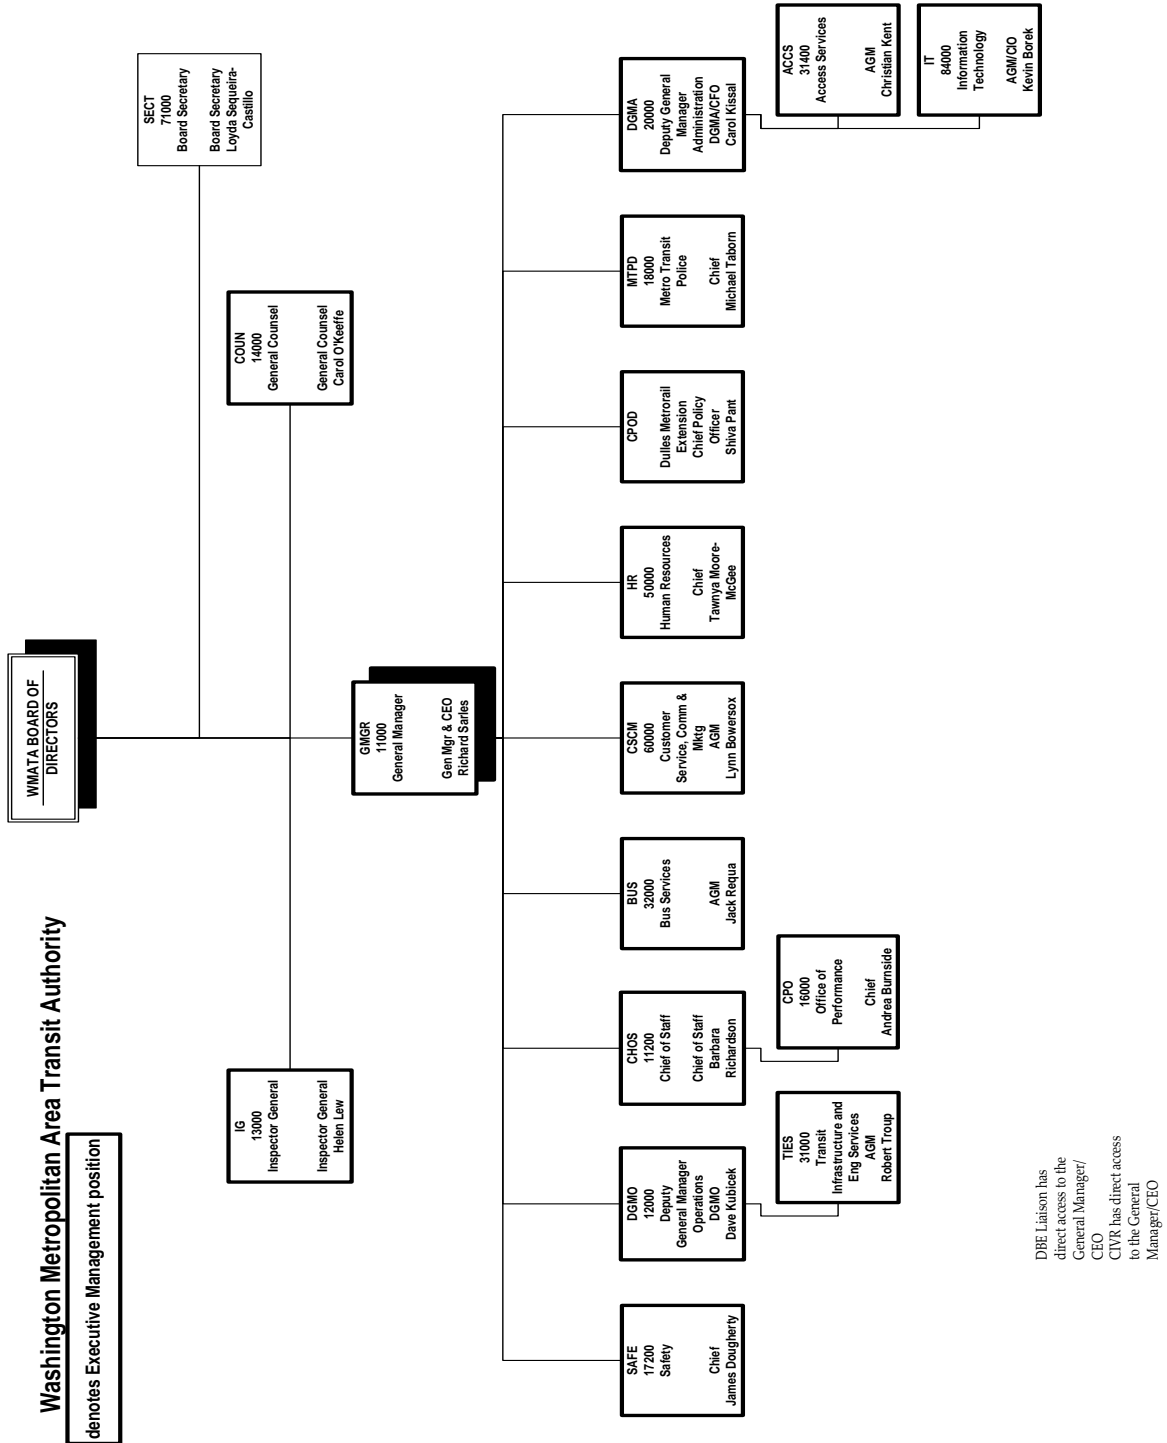 Washington Metropolitan Area Transit Authority
denotes Executive Management position
WMATA BOARD OF
DIRECTORS
SECT
71000
Board Secretary
Board Secretary
Loyda Sequeira-
Castillo
IG
13000
Inspector General
Inspector General
Helen Lew
COUN
14000
General Counsel
General Counsel
Carol O'Keeffe
GMGR
11000
General Manager
Gen Mgr & CEO
Richard Sarles
SAFE
17200
Safety
Chief
James Dougherty
DGMO
12000
Deputy
General Manager
Operations
DGMO
Dave Kubicek
CHOS
11200
Chief of Staff
Chief of Staff
Barbara
Richardson
BUS
32000
Bus Services
AGM
Jack Requa
CSCM
60000
Customer
Service, Comm &
Mktg
AGM
Lynn Bowersox
HR
50000
Human Resources
Chief
Tawnya Moore-
McGee
CPOD
Dulles Metrorail
Extension
Chief Policy
Officer
Shiva Pant
MTPD
18000
Metro Transit
Police
Chief
Michael Taborn
DGMA
20000
Deputy General
Manager
Administration
DGMA/CFO
Carol Kissal
TIES
31000
Transit
Infrastructure and
Eng Services
AGM
Robert Troup
CPO
16000
Office of
Performance
Chief
Andrea Burnside
ACCS
31400
Access Services
AGM
Christian Kent
IT
84000
Information
Technology
AGM/CIO
Kevin Borek
DBE Liaison has
direct access to the
General Manager/
CEO
CIVR has direct access
to the General
Manager/CEO